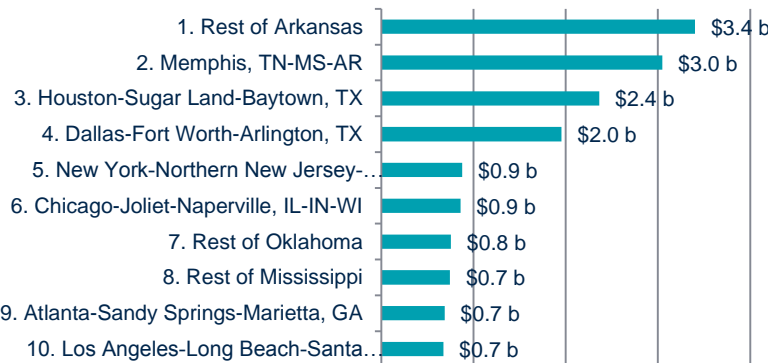 1. Rest of Arkansas $3.4 b
2. Memphis, TN-MS-AR $3.0 b
3. Houston-Sugar Land-Baytown, TX $2.4 b
4. Dallas-Fort Worth-Arlington, TX $2.0 b
5. New York-Northern New Jersey-… $0.9 b
6. Chicago-Joliet-Naperville, IL-IN-WI $0.9 b
7. Rest of Oklahoma $0.8 b
8. Rest of Mississippi $0.7 b
9. Atlanta-Sandy Springs-Marietta, GA $0.7 b
10. Los Angeles-Long Beach-Santa… $0.7 b